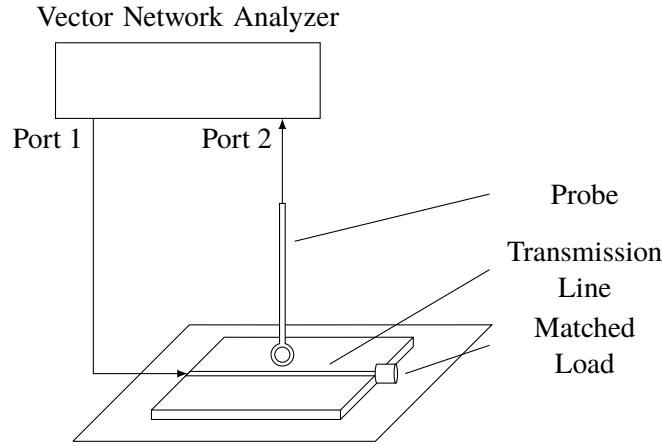 Vector Network Analyzer
Port 1
Port 2
Probe
Transmission
Line
Matched
Load